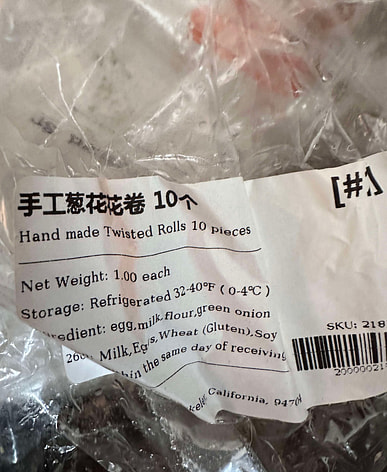 手工葱花花卷 10个
[#
Hand made Twisted Rolls 10 pieces
Net Weight: 1.00 each
Storage: Refrigerated 32-40°F ( 0-4℃ )
edient: egg,milk,flour,green onion
Milk,Eggs, Wheat (Gluten),Soy
the same day of receiving
California, 9470
SKU: 218
2000002